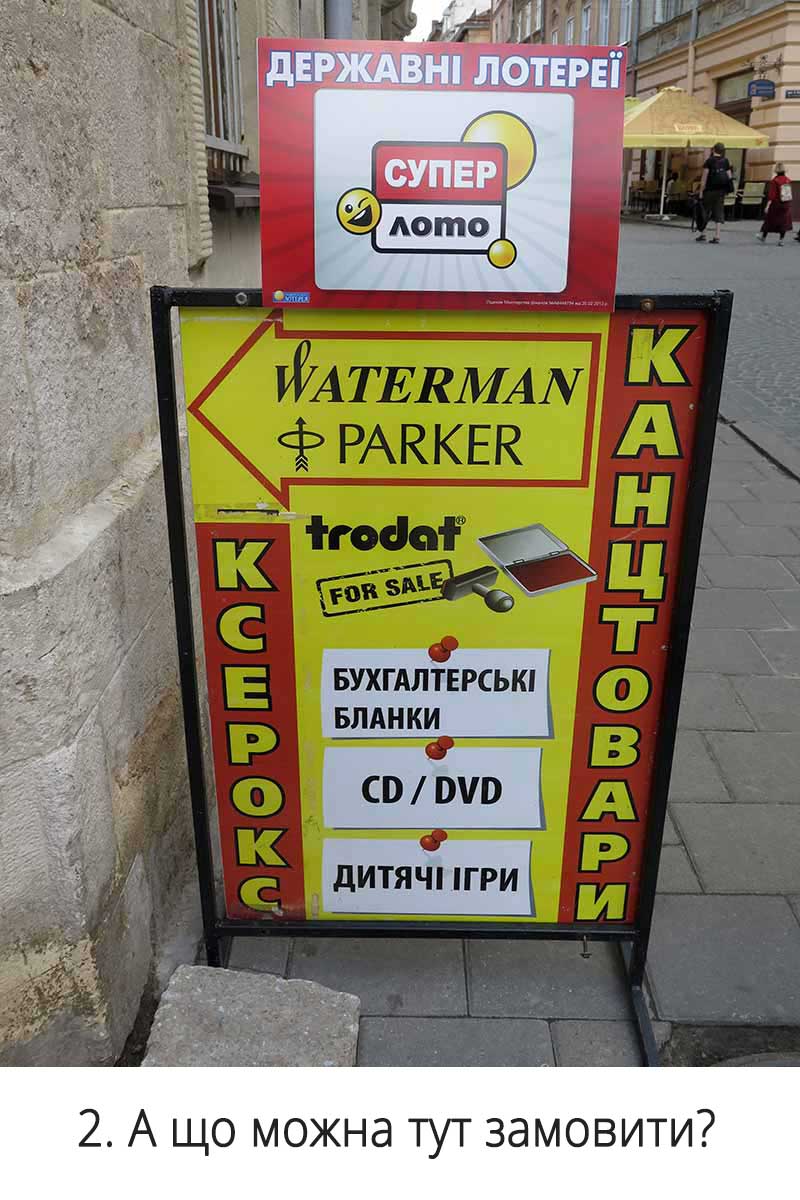 ДЕРЖАВНІ ЛОТЕРЕЇ
СУПЕР
ЛОТО
WATERMAN
PARKER
trodat®
FOR SALE
КСЕРОКС
КАНЦТОВАРИ
БУХГАЛТЕРСЬКІ
БЛАНКИ
CD / DVD
ДИТЯЧІ ІГРИ
2. А що можна тут замовити?